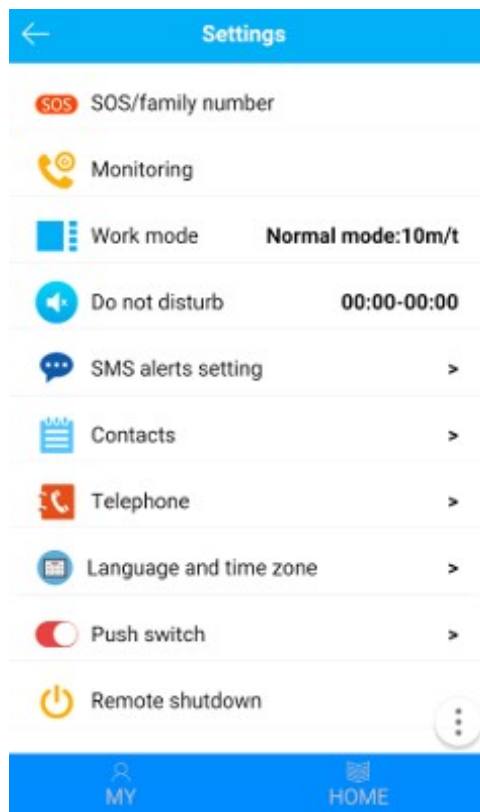 Settings
SOS SOS/family number
Monitoring
Work mode Normal mode:10m/t
Do not disturb 00:00-00:00
SMS alerts setting >
Contacts >
Telephone >
Language and time zone >
Push switch >
Remote shutdown
MY HOME